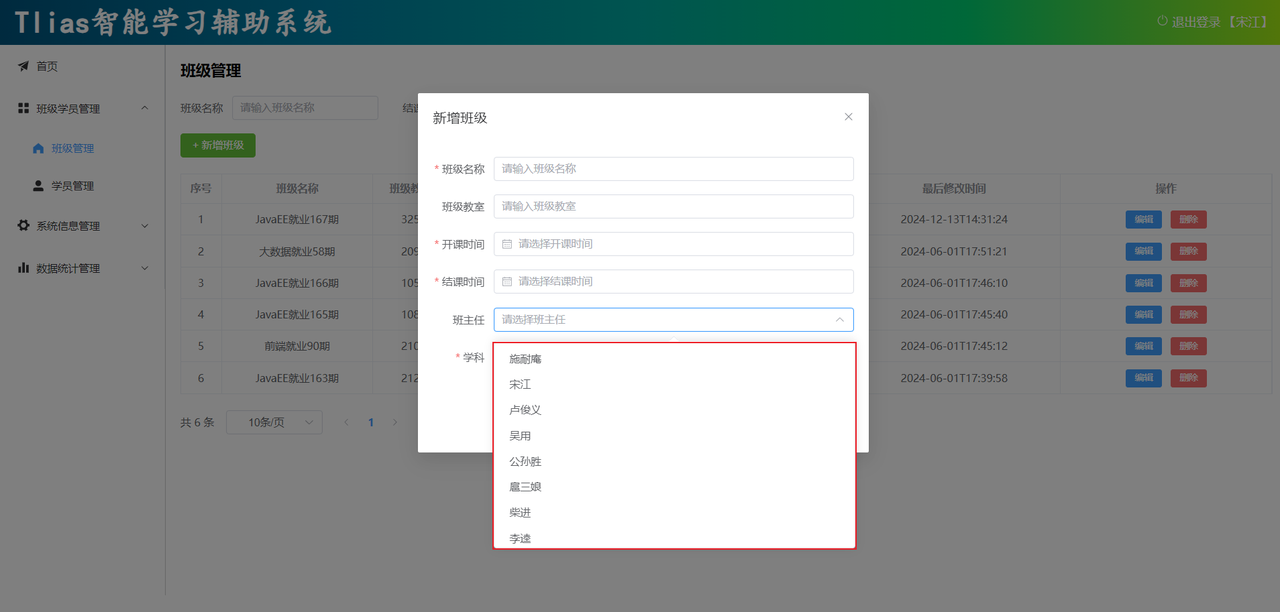 Tlias智能学习辅助系统
退出登录 【宋江】
首页
班级学员管理
班级管理
学员管理
系统信息管理
数据统计管理
班级管理
班级名称 请输入班级名称
+ 新增班级
序号 班级名称 最后修改时间 操作
1 JavaEE就业167期 2024-12-13T14:31:24 编辑 删除
2 大数据就业58期 2024-06-01T17:51:21 编辑 删除
3 JavaEE就业166期 2024-06-01T17:46:10 编辑 删除
4 JavaEE就业165期 2024-06-01T17:45:40 编辑 删除
5 前端就业90期 210 2024-06-01T17:45:12 编辑 删除
6 JavaEE就业163期 212 2024-06-01T17:39:58 编辑 删除
共 6 条 10条/页 1
新增班级
* 班级名称 请输入班级名称
班级教室 请输入班级教室
* 开课时间 请选择开课时间
* 结课时间 请选择结课时间
班主任 请选择班主任
* 学科
施耐庵
宋江
卢俊义
吴用
公孙胜
扈三娘
柴进
李逵